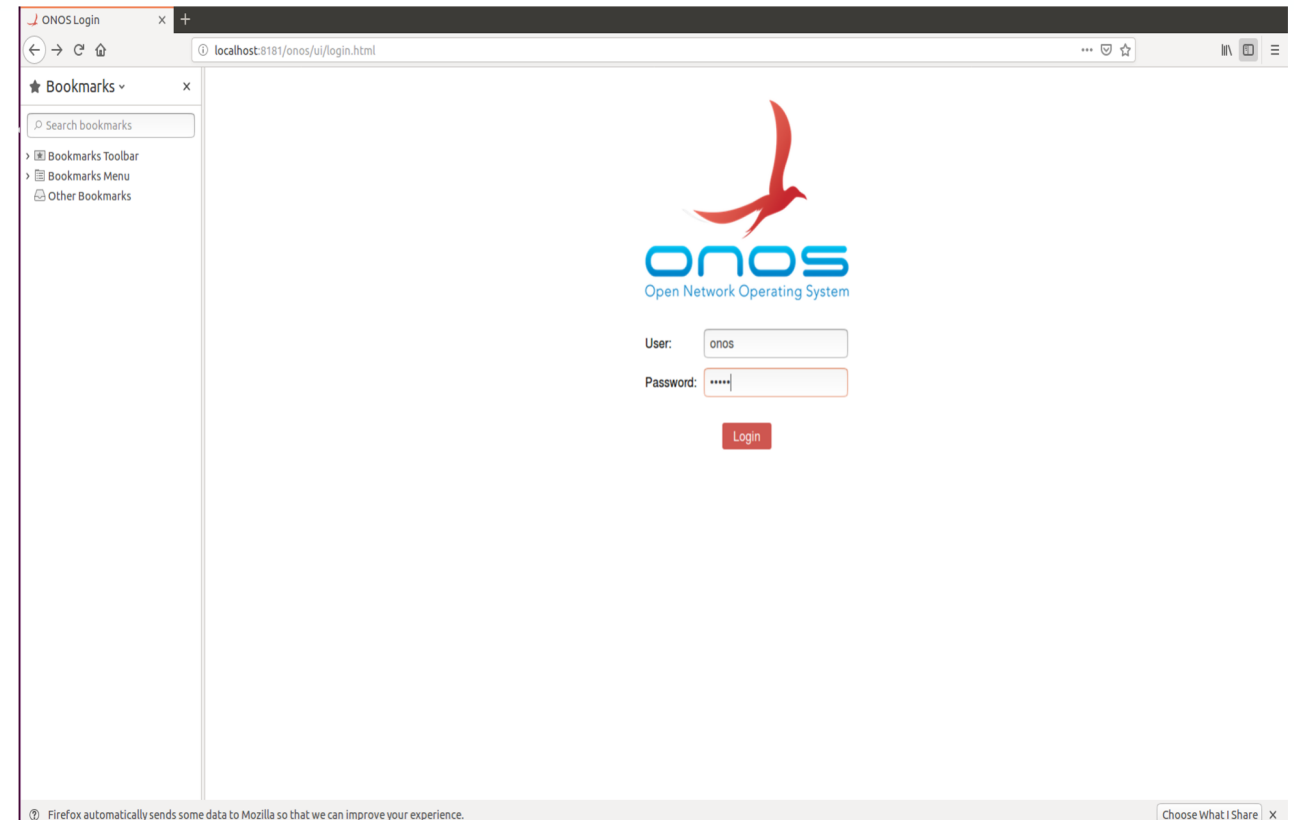 ONOS Login
localhost:8181/onos/ui/login.html
Bookmarks
Search bookmarks
Bookmarks Toolbar
Bookmarks Menu
Other Bookmarks
onos
Open Network Operating System
User: onos
Password: •••••
Login
Firefox automatically sends some data to Mozilla so that we can improve your experience. Choose What I Share